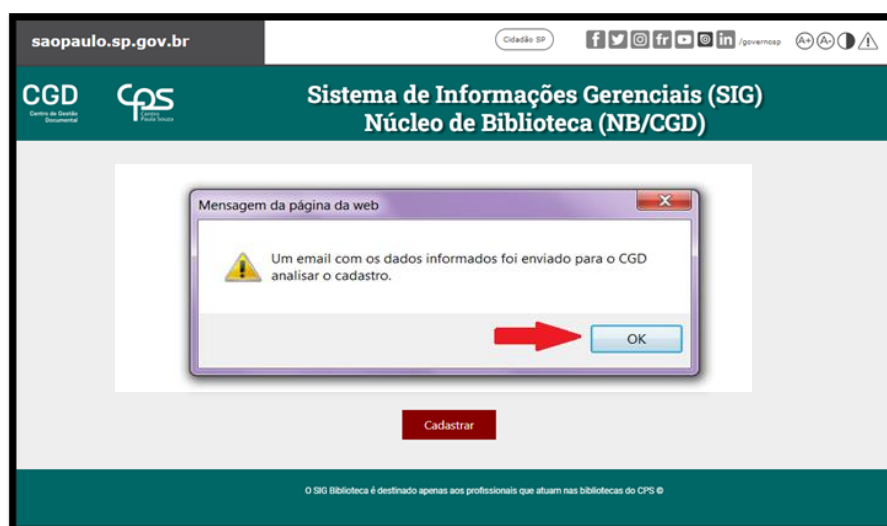 saopaulo.sp.gov.br
Cidadão SP
/governosp
A+ A-
CGD
Centro de Gestão
Documental
CPS
Centro
Paula Souza
Sistema de Informações Gerenciais (SIG)
Núcleo de Biblioteca (NB/CGD)
Mensagem da página da web
Um email com os dados informados foi enviado para o CGD
analisar o cadastro.
OK
Cadastrar
O SIG Biblioteca é destinado apenas aos profissionais que atuam nas bibliotecas do CPS ©